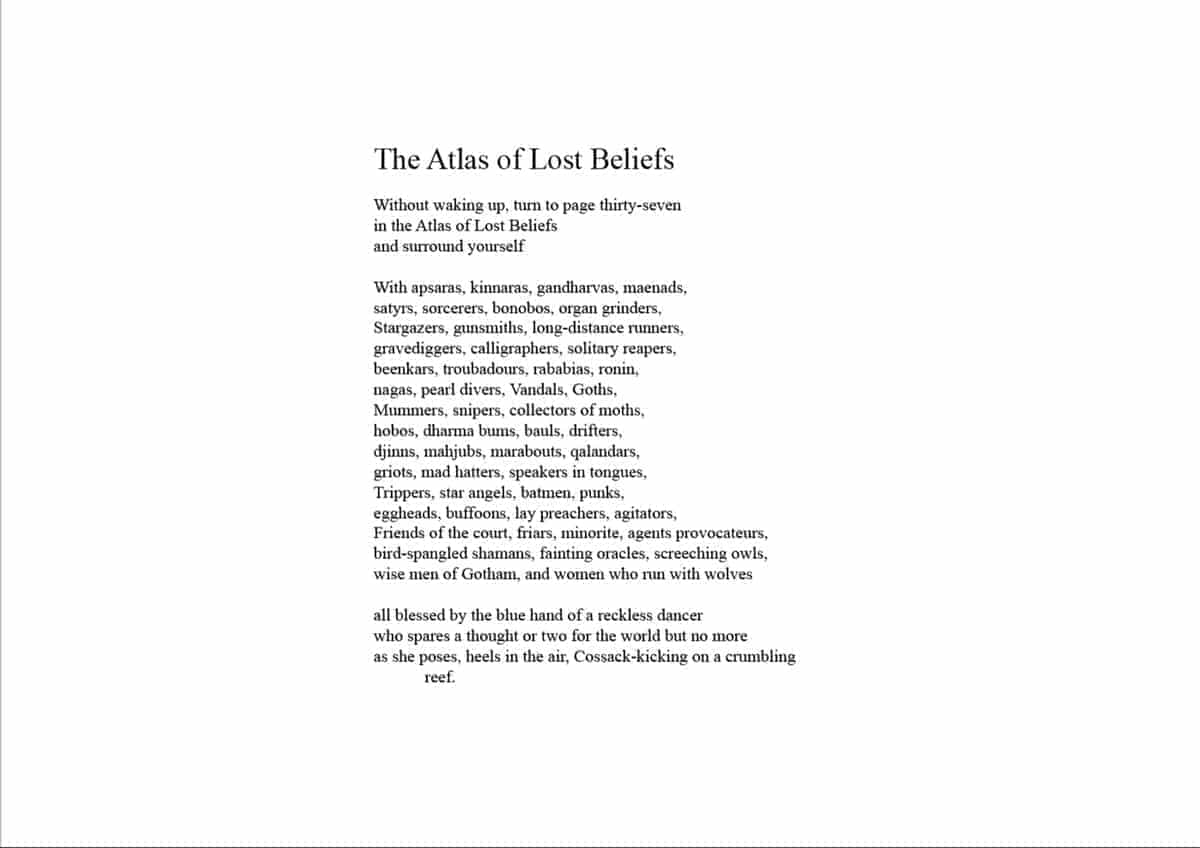 The Atlas of Lost Beliefs
Without waking up, turn to page thirty-seven
in the Atlas of Lost Beliefs
and surround yourself
With apsaras, kinnaras, gandharvas, maenads,
satyrs, sorcerers, bonobos, organ grinders,
Stargazers, gunsmiths, long-distance runners,
gravediggers, calligraphers, solitary reapers,
beenkars, troubadours, rababias, ronin,
nagas, pearl divers, Vandals, Goths,
Mummers, snipers, collectors of moths,
hobos, dharma bums, bauls, drifters,
djinns, mahjubs, marabouts, qalandars,
griots, mad hatters, speakers in tongues,
Trippers, star angels, batmen, punks,
eggheads, buffoons, lay preachers, agitators,
Friends of the court, friars, minorite, agents provocateurs,
bird-spangled shamans, fainting oracles, screeching owls,
wise men of Gotham, and women who run with wolves
all blessed by the blue hand of a reckless dancer
who spares a thought or two for the world but no more
as she poses, heels in the air, Cossack-kicking on a crumbling
reef.